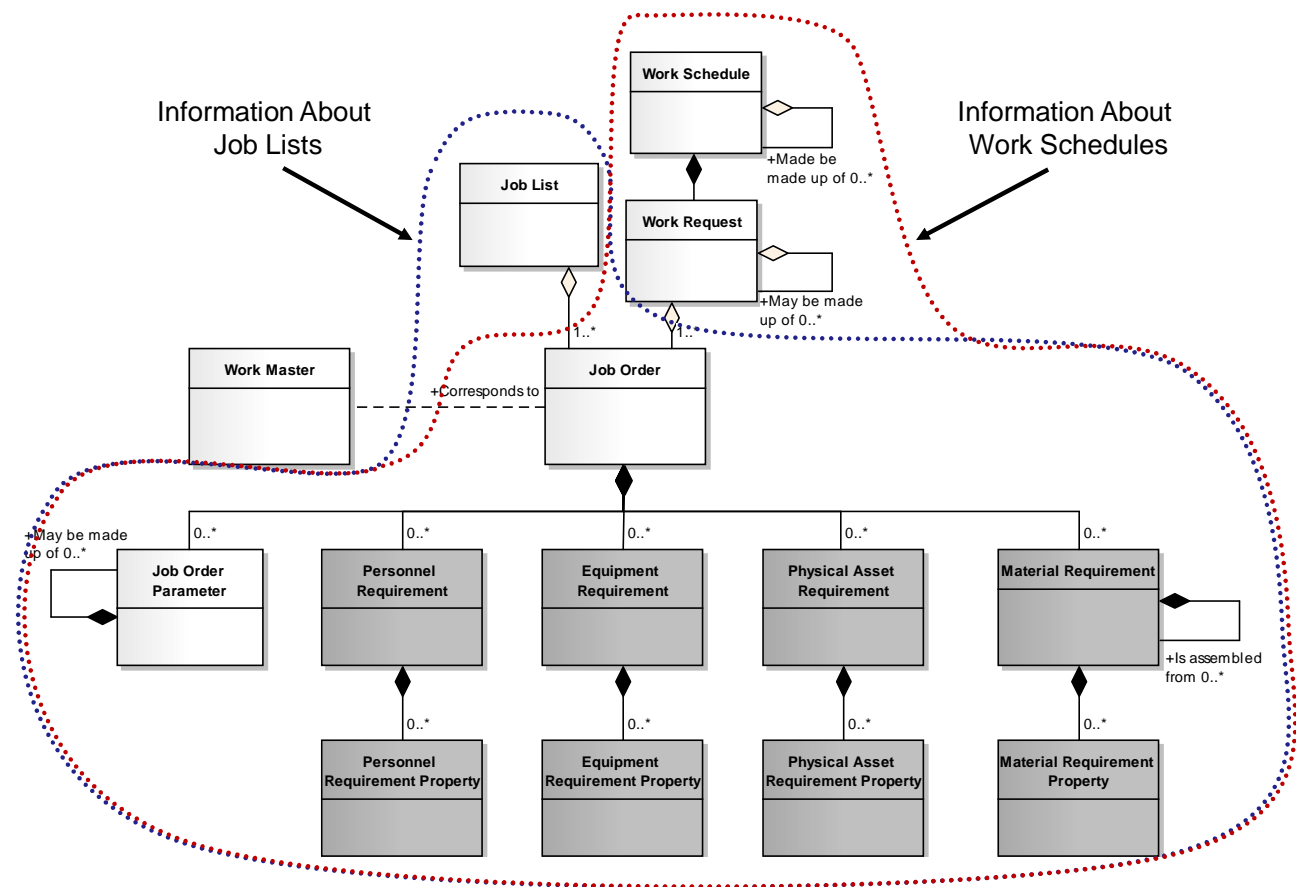 Work Schedule
Information About
Job Lists
Information About
Work Schedules
+Made be
made up of 0..*
Job List
Work Request
+May be made
up of 0..*
1..*
1..*
Work Master
Job Order
+Corresponds to
+May be made
up of 0..*
0..*
0..*
0..*
0..*
0..*
Job Order
Parameter
Personnel
Requirement
Equipment
Requirement
Physical Asset
Requirement
Material Requirement
+Is assembled
from 0..*
0..*
0..*
0..*
0..*
Personnel
Requirement Property
Equipment
Requirement Property
Physical Asset
Requirement Property
Material Requirement
Property